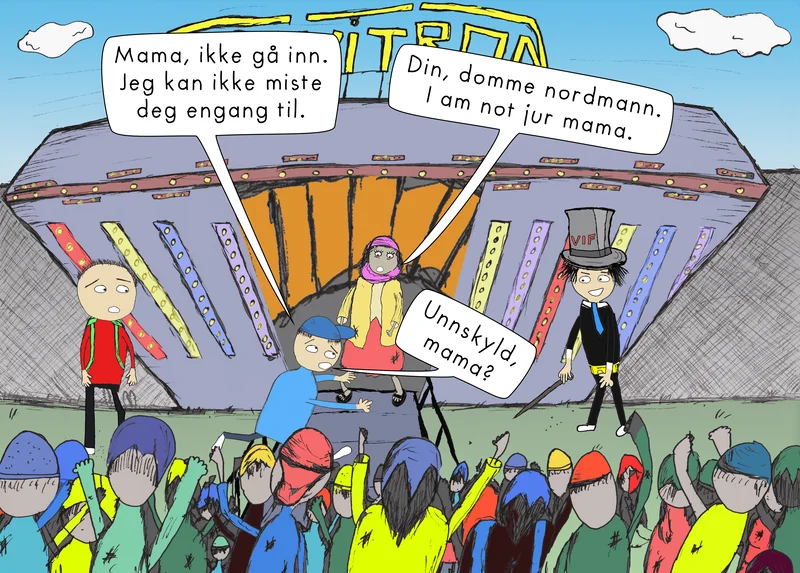 Mama, ikke gå inn.
Jeg kan ikke miste
deg engang til.
Din, domme nordmann.
I am not jur mama.
VIF
Unnskyld,
mama?